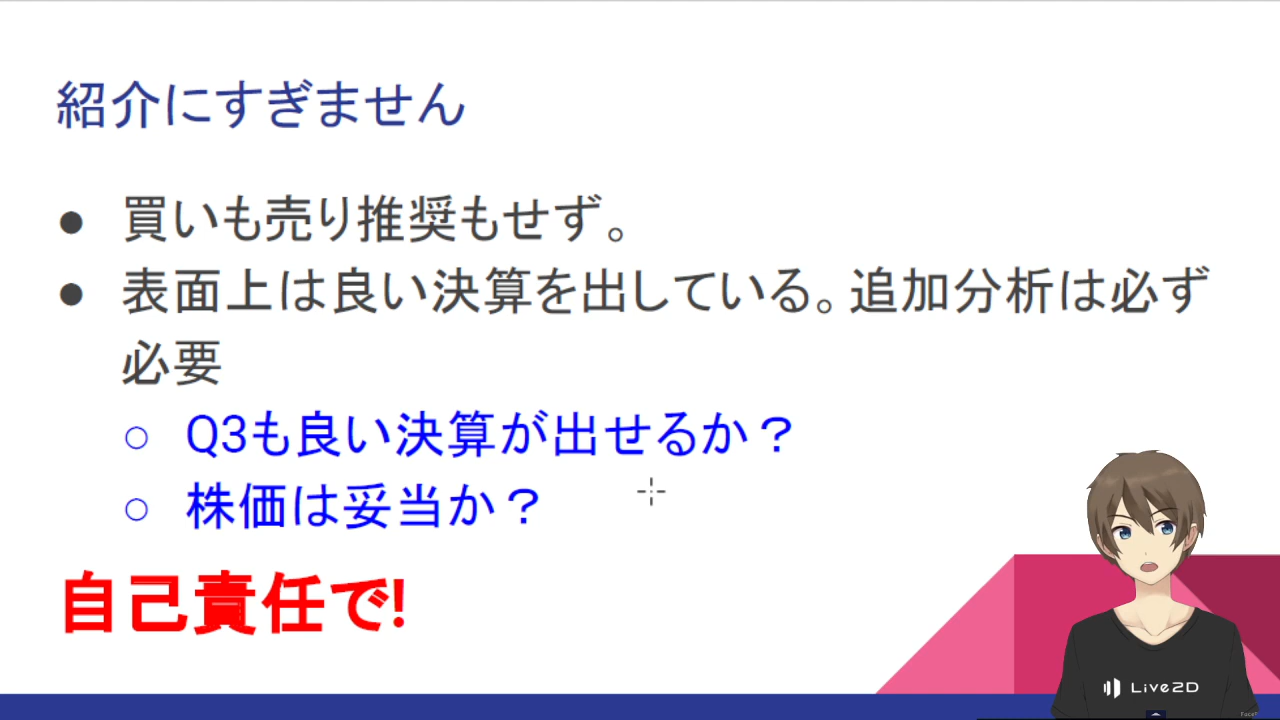 紹介にすぎません
● 買いも売り推奨もせず。
● 表面上は良い決算を出している。追加分析は必ず
必要
○ Q3も良い決算が出せるか？
○ 株価は妥当か？
自己責任で!
Live2D